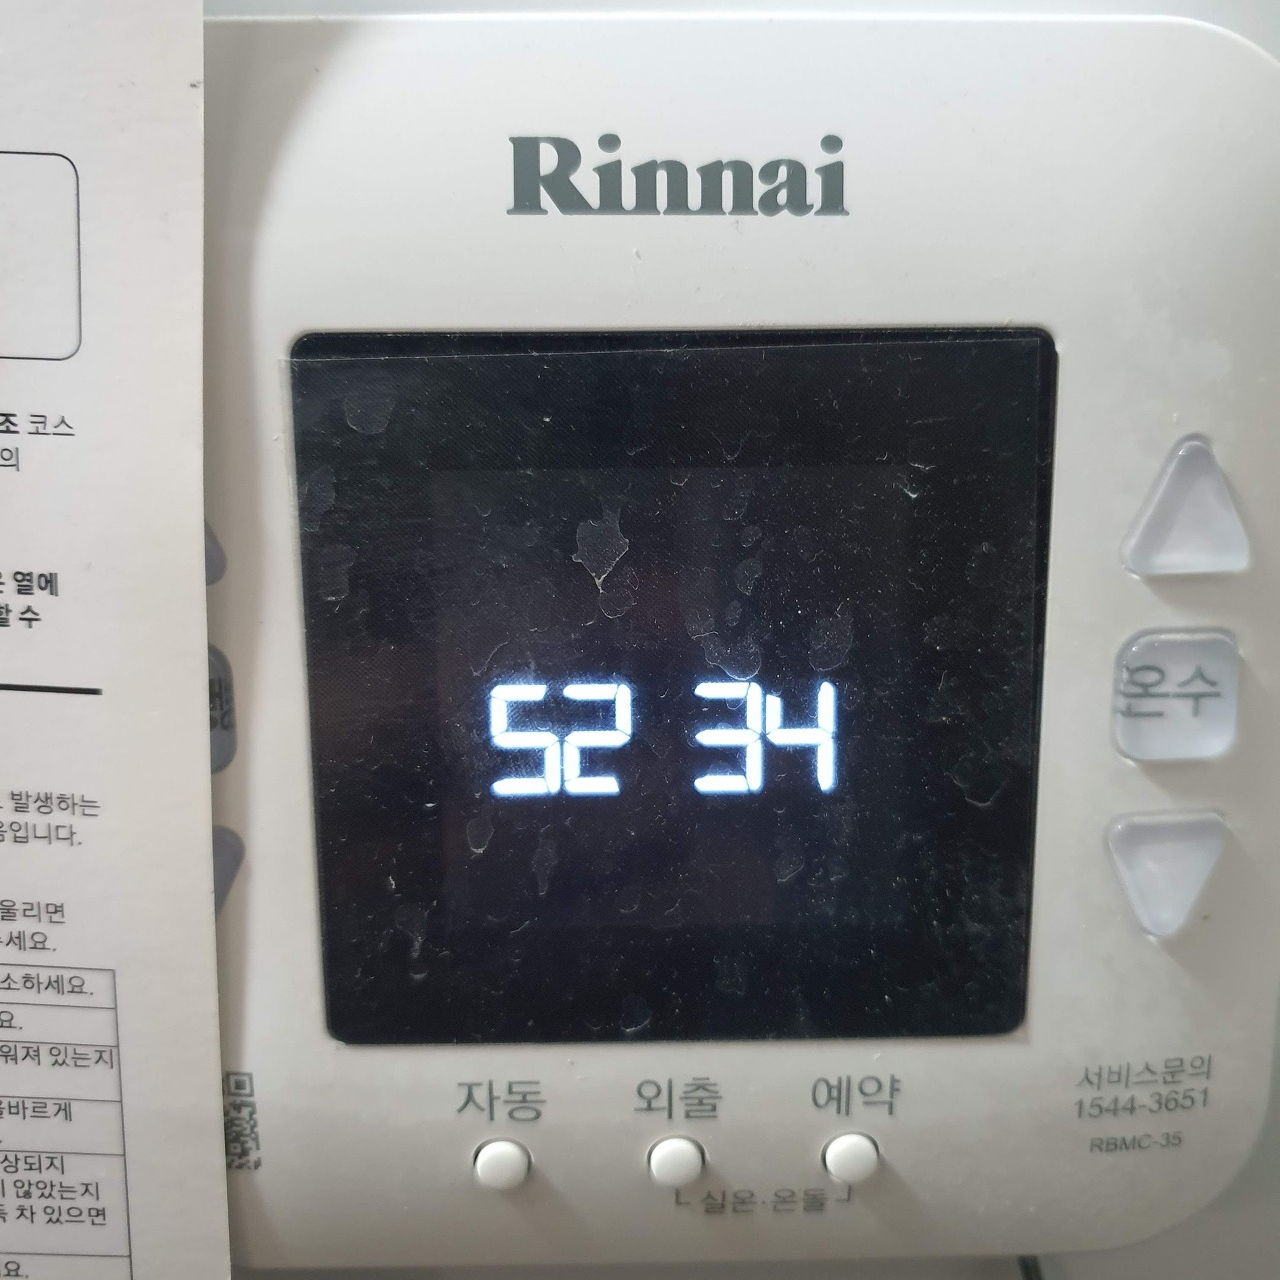 조 코스
의
열에
할 수
발생하는
음입니다.
울리면
세요.
소하세요.
요.
워져 있는지
올바르게
상되지
않았는지
차 있으면
요.
Rinnai
52 34
온수
자동 외출 예약
실온·온돌
서비스문의
1544-3651
RBMC-35